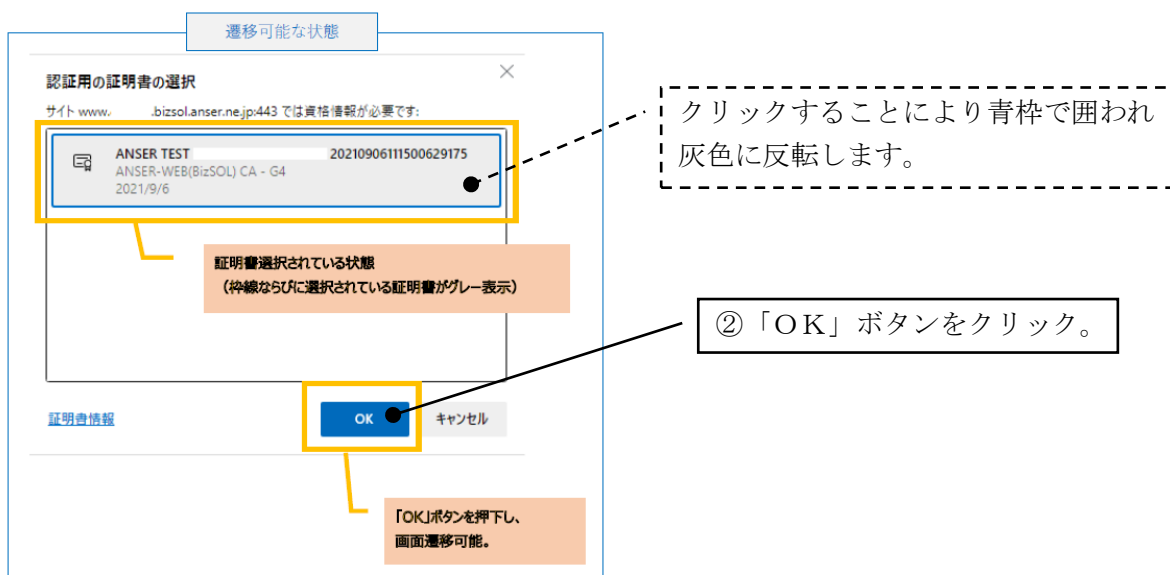 遷移可能な状態
認証用の証明書の選択
サイト www. .bizsol.anser.ne.jp:443 では資格情報が必要です:
ANSER TEST 20210906111500629175
ANSER-WEB(BizSOL) CA - G4
2021/9/6
クリックすることにより青枠で囲われ
灰色に反転します。
証明書選択されている状態
（枠線ならびに選択されている証明書がグレー表示）
②「ＯＫ」ボタンをクリック。
証明書情報
OK
キャンセル
「OK」ボタンを押下し、
画面遷移可能。